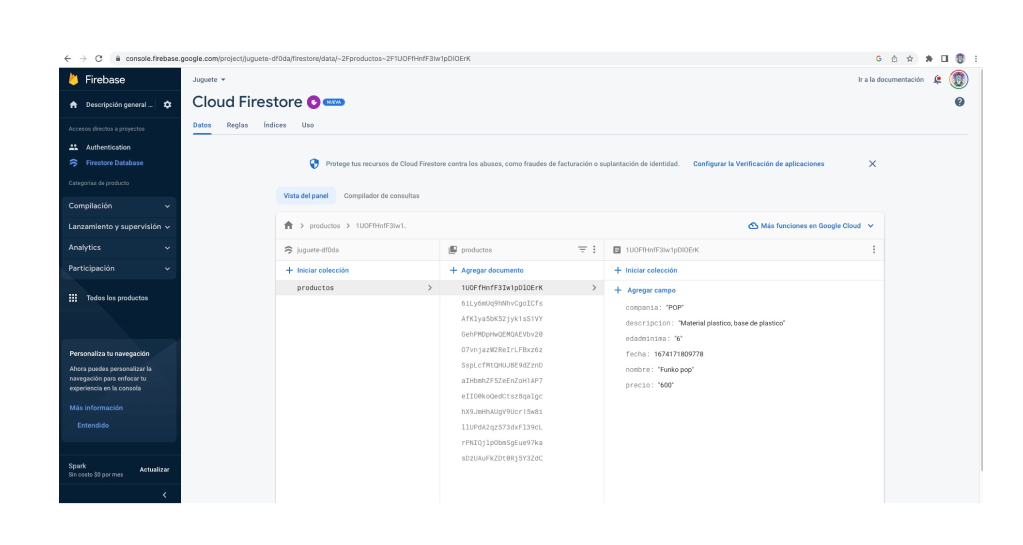 console.firebase.google.com/project/juguete-df0da/firestore/data/~2Fproductos~2F1UOFfHnfF3Iw1pDIOErK
Firebase
Juguete
Ir a la documentación
Descripción general ...
Cloud Firestore
NUEVA
Accesos directos a proyectos
Datos Reglas Índices Uso
Authentication
Firestore Database
Protege tus recursos de Cloud Firestore contra los abusos, como fraudes de facturación o suplantación de identidad. Configurar la Verificación de aplicaciones
Categorías de producto
Vista del panel Compilador de consultas
Compilación
Lanzamiento y supervisión
productos > 1UOFfHnfF3Iw1.
Más funciones en Google Cloud
Analytics
juguete-df0da
productos
1UOFfHnfF3Iw1pDIOErK
Participación
+ Iniciar colección
+ Agregar documento
+ Iniciar colección
productos
1UOFfHnfF3Iw1pDlOErK
+ Agregar campo
Todos los productos
6iLy6mUq9hNhvCgoICfs
compania: "POP"
AfKlya5bK52jyk1sS1VY
descripcion: "Material plastico, base de plastico"
GehPMDpHwQEMQAEVbv20
edadminima: "6"
O7vnjazW2ReIrLFBxz6z
fecha: 1674171809778
SspLcfMtQHUJBE9dZznD
nombre: "Funko pop"
aIHbmhZF5ZeEnZoH1AP7
precio: "600"
eIIO0koQedCtsz8qalgc
hX9JmHhAUgV9Ucrl5w8i
llUPdA2qzS73dxFl39cL
rPNIQjlpObmSgEue97ka
sDzUAuFkZDt0Rj5Y3ZdC
Personaliza tu navegación
Ahora puedes personalizar la
navegación para enfocar tu
experiencia en la consola
Más información
Entendido
Spark
Sin costo $0 por mes
Actualizar